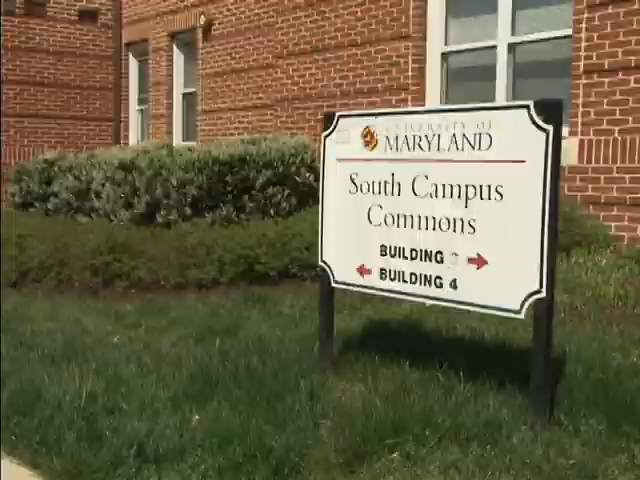 UNIVERSITY OF
MARYLAND
South Campus
Commons
BUILDING
BUILDING 4